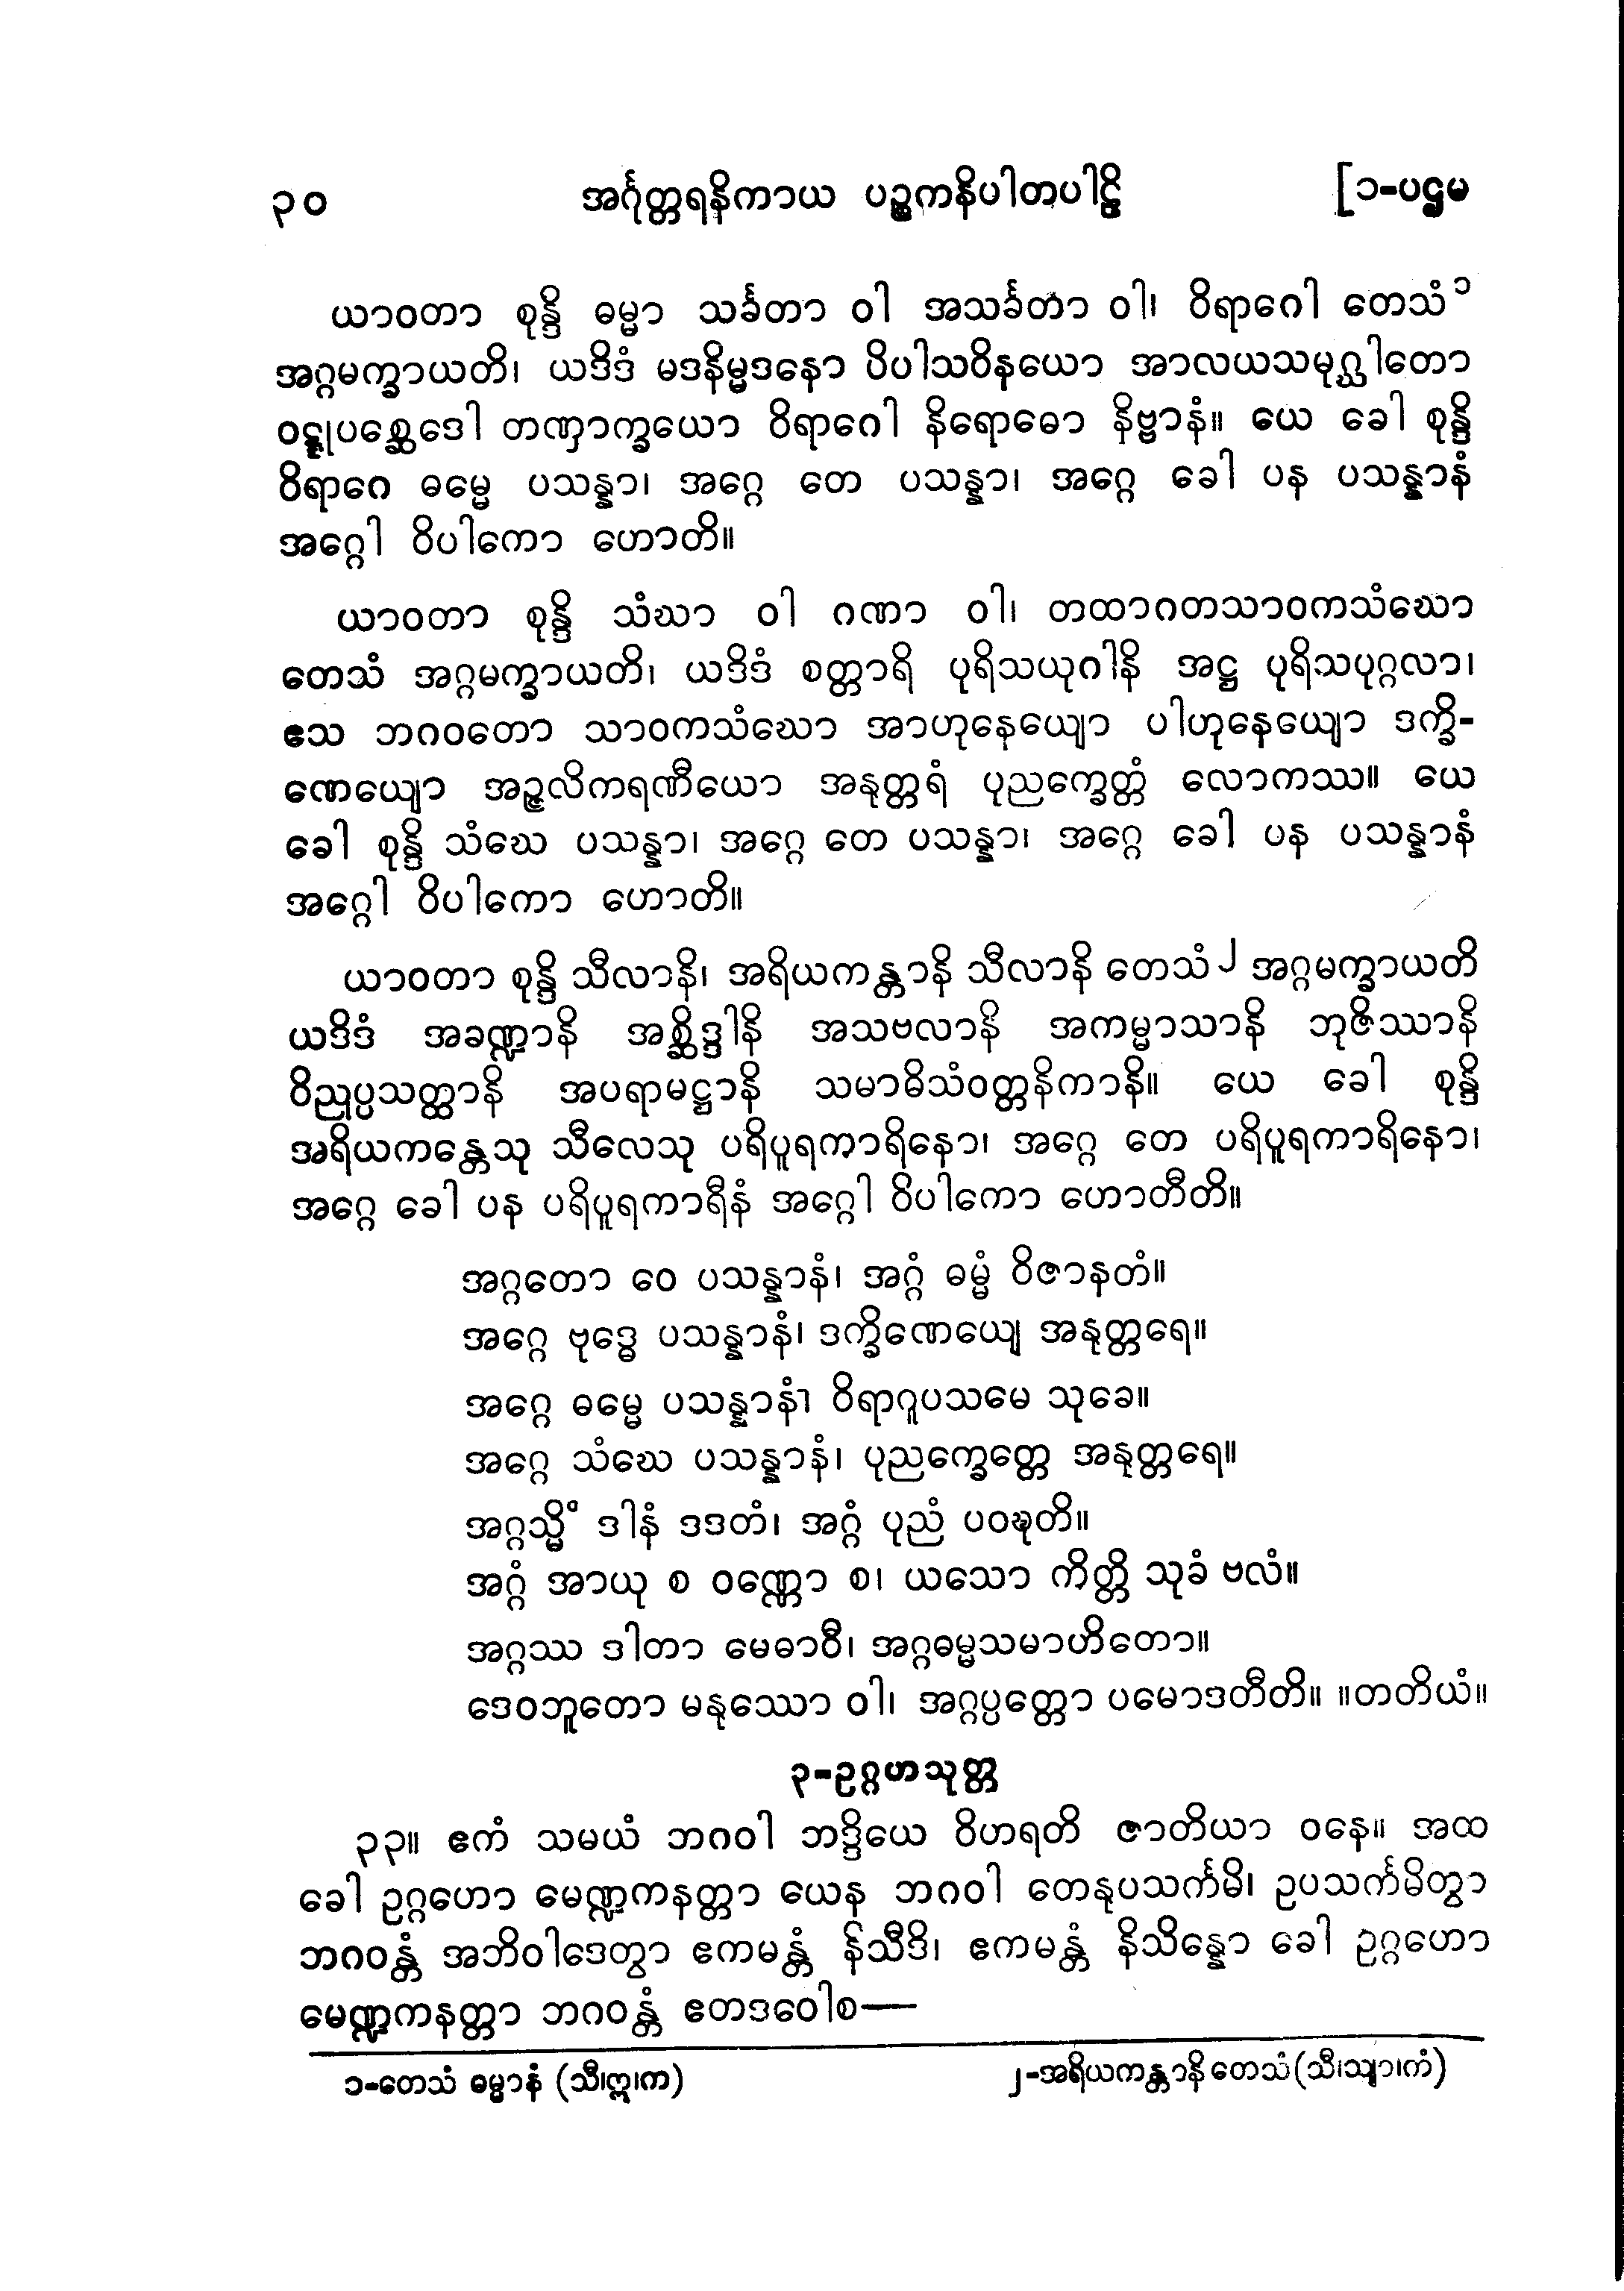 ၃၀ အင်္ဂုတ္တရနိကာယ ပဉ္စကနိပါတပါဠိ [၁-ပဌမ
ယာဝတာ စုန္ဒိ ဓမ္မာ သင်္ခတာ ဝါ အသင်္ခတာ ဝါ၊ ဝိရာဂေါ တေသံ၁
အဂ္ဂမက္ခာယတိ၊ ယဒိဒံ မဒနိမ္မဒနော ပိပါသဝိနယော အာလယသမုဂ္ဃါတော
ဝဋ္ဋုပစ္ဆေဒေါ တဏှာက္ခယော ဝိရာဂေါ နိရောဓော နိဗ္ဗာနံ။ ယေ ခေါ စုန္ဒိ
ဝိရာဂေ ဓမ္မေ ပသန္နာ၊ အဂ္ဂေ တေ ပသန္နာ၊ အဂ္ဂေ ခေါ ပန ပသန္နာနံ
အဂ္ဂေါ ဝိပါကော ဟောတိ။
ယာဝတာ စုန္ဒိ သံဃာ ဝါ ဂဏာ ဝါ၊ တထာဂတသာဝကသံဃော
တေသံ အဂ္ဂမက္ခာယတိ၊ ယဒိဒံ စတ္တာရိ ပုရိသယုဂါနိ အဋ္ဌ ပုရိသပုဂ္ဂလာ၊
ဧသ ဘဂဝတော သာဝကသံဃော အာဟုနေယျော ပါဟုနေယျော ဒက္ခိ-
ဏေယျော အဉ္ဇလိကရဏီယော အနုတ္တရံ ပုညက္ခေတ္တံ လောကဿ။ ယေ
ခေါ စုန္ဒိ သံဃေ ပသန္နာ၊ အဂ္ဂေ တေ ပသန္နာ၊ အဂ္ဂေ ခေါ ပန ပသန္နာနံ
အဂ္ဂေါ ဝိပါကော ဟောတိ။
ယာဝတာ စုန္ဒိ သီလာနိ၊ အရိယကန္တာနိ သီလာနိ တေသံ၂ အဂ္ဂမက္ခာယတိ
ယဒိဒံ အခဏ္ဍာနိ အစ္ဆိဒ္ဒါနိ အသဗလာနိ အကမ္မာသာနိ ဘုဇိဿာနိ
ဝိညုပ္ပသတ္ထာနိ အပရာမဋ္ဌာနိ သမာဓိသံဝတ္တနိကာနိ။ ယေ ခေါ စုန္ဒိ
အရိယကန္တေသု သီလေသု ပရိပူရကာရိနော၊ အဂ္ဂေ တေ ပရိပူရကာရိနော၊
အဂ္ဂေ ခေါ ပန ပရိပူရကာရီနံ အဂ္ဂေါ ဝိပါကော ဟောတီတိ။
အဂ္ဂတော ဝေ ပသန္နာနံ၊ အဂ္ဂံ ဓမ္မံ ဝိဇာနတံ။
အဂ္ဂေ ဗုဒ္ဓေ ပသန္နာနံ၊ ဒက္ခိဏေယျေ အနုတ္တရေ။
အဂ္ဂေ ဓမ္မေ ပသန္နာနံ၊ ဝိရာဂူပသမေ သုခေ။
အဂ္ဂေ သံဃေ ပသန္နာနံ၊ ပုညက္ခေတ္တေ အနုတ္တရေ။
အဂ္ဂသ္မိံ ဒါနံ ဒဒတံ၊ အဂ္ဂံ ပုညံ ပဝဍ္ဎတိ။
အဂ္ဂံ အာယု စ ဝဏ္ဏော စ၊ ယသော ကိတ္တိ သုခံ ဗလံ။
အဂ္ဂဿ ဒါတာ မေဓာဝီ၊ အဂ္ဂဓမ္မသမာဟိတော။
ဒေဝဘူတော မနုဿော ဝါ၊ အဂ္ဂပ္ပတ္တော ပမောဒတီတိ။ ။တတိယံ။
၃-ဥဂ္ဂဟသုတ္တ
၃၃။ ဧကံ သမယံ ဘဂဝါ ဘဒ္ဒိယေ ဝိဟရတိ ဇာတိယာ ဝနေ။ အထ
ခေါ ဥဂ္ဂဟော မေဏ္ဍကနတ္တာ ယေန ဘဂဝါ တေနုပသင်္ကမိ၊ ဥပသင်္ကမိတွာ
ဘဂဝန္တံ အဘိဝါဒေတွာ ဧကမန္တံ နိသီဒိ၊ ဧကမန္တံ နိသိန္နော ခေါ ဥဂ္ဂဟော
မေဏ္ဍကနတ္တာ ဘဂဝန္တံ ဧတဒဝေါစ—
၁-တေသံ ဓမ္မာနံ (သီ၊ဣ၊က) ၂-အရိယကန္တာနိ တေသံ(သီ၊သျာ၊ကံ)